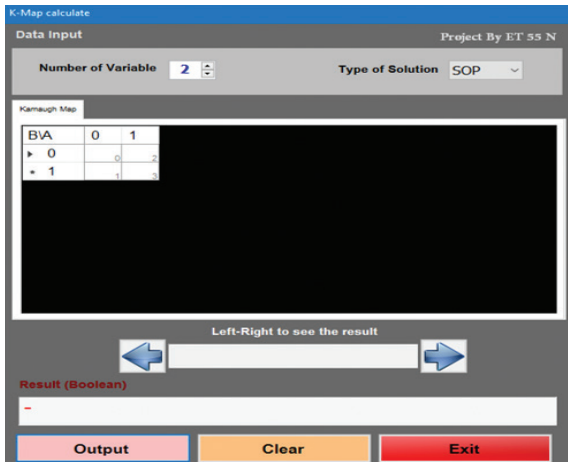 K-Map calculate
Data Input
Project By ET 55 N
Number of Variable 2
Type of Solution SOP
Karnaugh Map
B\A 0 1
0 0 2
1 1 3
Left-Right to see the result
Result (Boolean)
-
Output Clear Exit